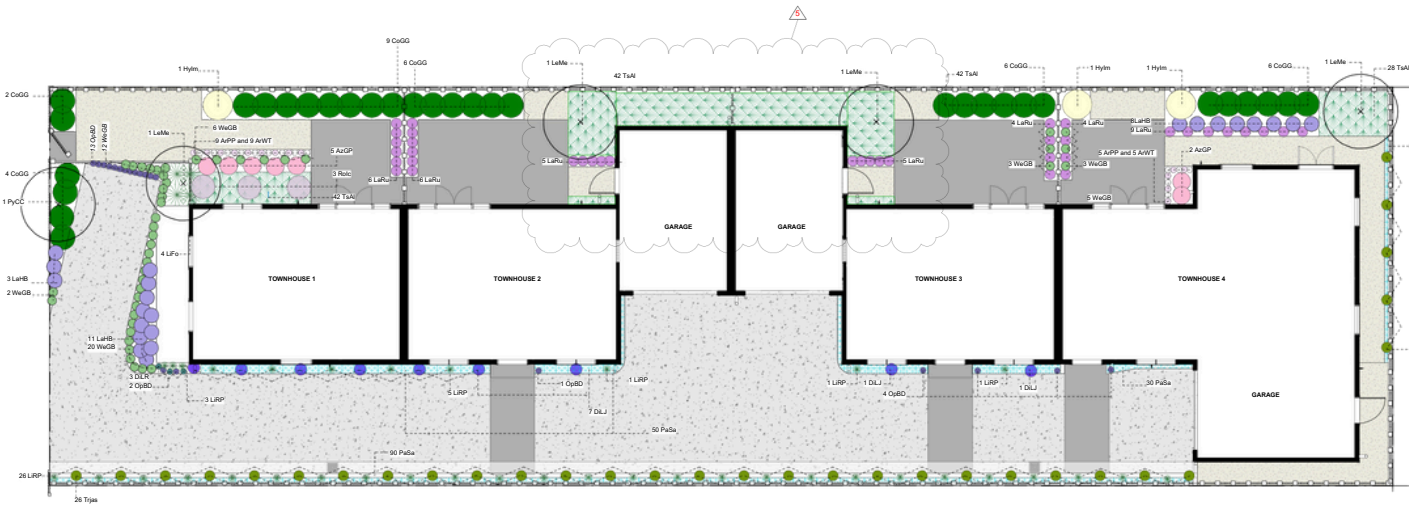 5
9 CoGG
1 HyIm
6 CoGG
1 LeMe
42 TsAl
1 LeMe
42 TsAl
6 CoGG
1 HyIm
1 HyIm
6 CoGG
1 LeMe
28 TsAl
2 CoGG
13 OpBD
12 WeGB
1 LeMe
6 WeGB
9 ArPP and 9 ArWT
4 LaRu
4 LaRu
8LaHB
9 LaRu
5 AzGP
5 LaRu
5 LaRu
5 ArPP and 5 ArWT
2 AzGP
4 CoGG
3 RoIc
3 WeGB
3 WeGB
6 LaRu
6 LaRu
1 PyCC
42 TsAl
5 WeGB
GARAGE
GARAGE
4 LiFo
3 LaHB
TOWNHOUSE 1
TOWNHOUSE 2
TOWNHOUSE 3
TOWNHOUSE 4
2 WeGB
11 LaHB
20 WeGB
3 DiLR
2 OpBD
1 OpBD
1 LiRP
1 LiRP
1 DiLJ
1 LiRP
1 DiLJ
30 PaSa
5 LiRP
4 OpBD
GARAGE
3 LiRP
7 DiLJ
50 PaSa
90 PaSa
26 LiRP
26 Trjas